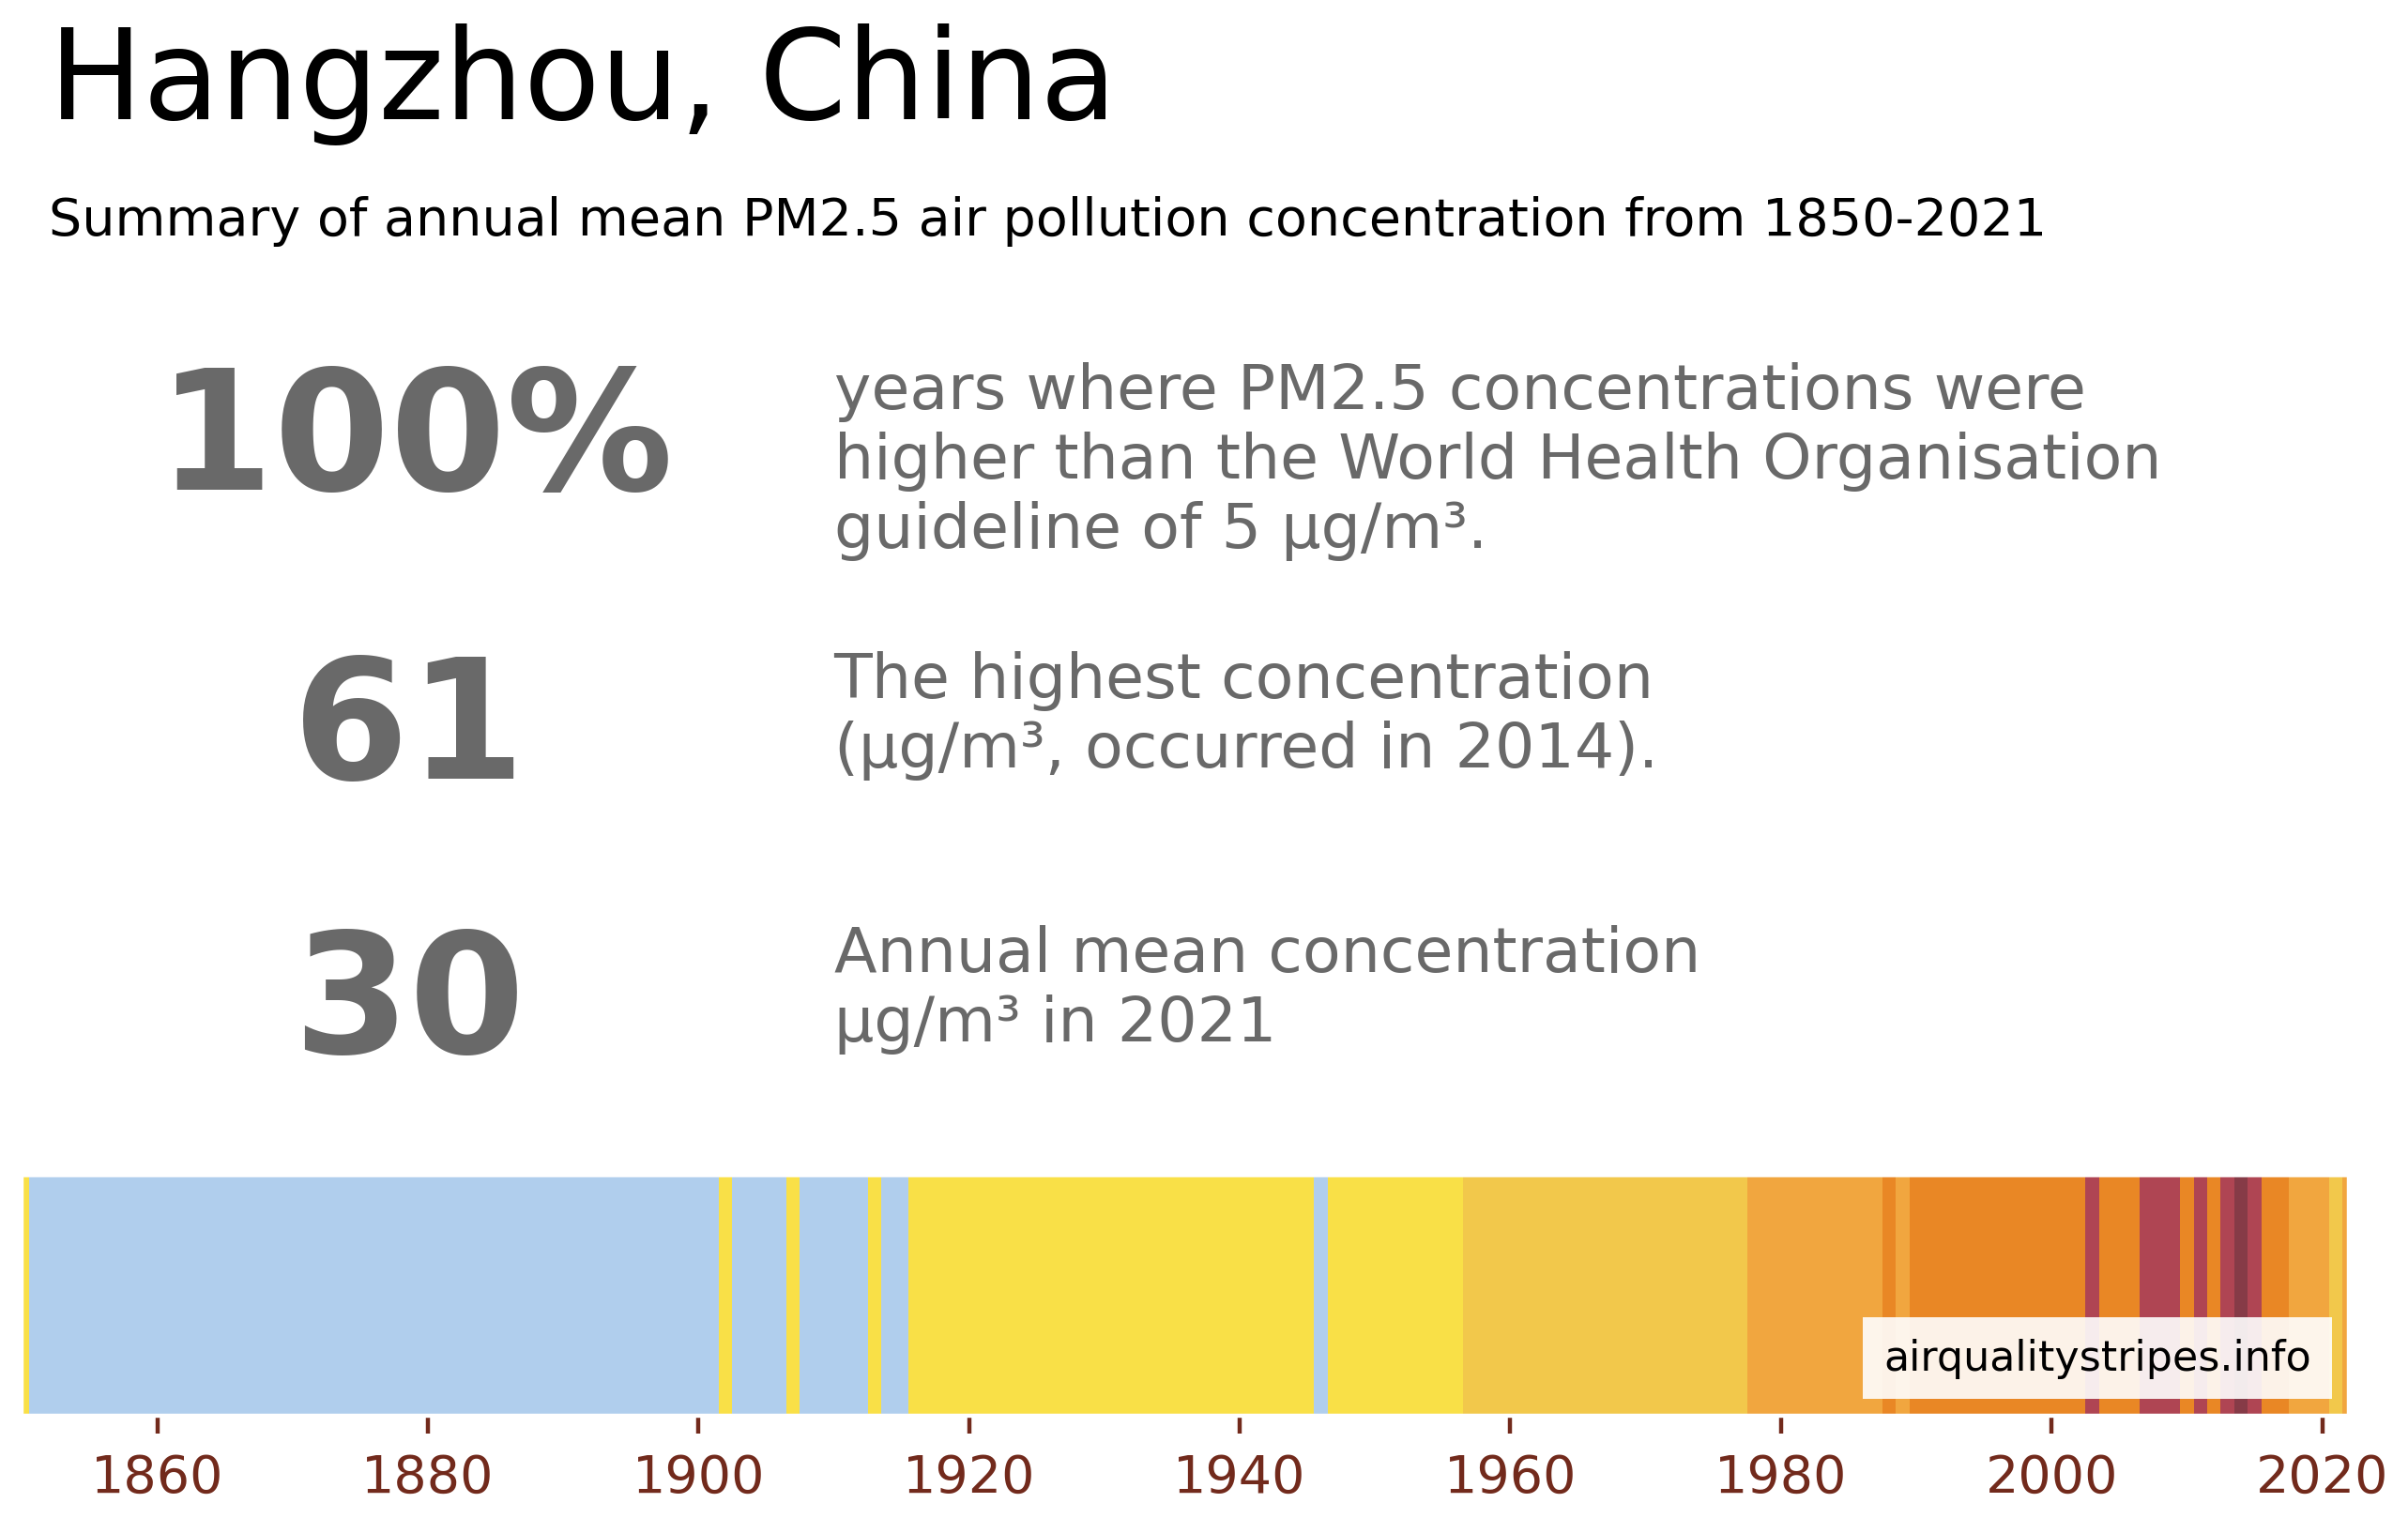 Hangzhou, China
Summary of annual mean PM2.5 air pollution concentration from 1850-2021
100%
years where PM2.5 concentrations were
higher than the World Health Organisation
guideline of 5 µg/m³.
61
The highest concentration
(µg/m³, occurred in 2014).
30
Annual mean concentration
µg/m³ in 2021
airqualitystripes.info
1860 1880 1900 1920 1940 1960 1980 2000 2020